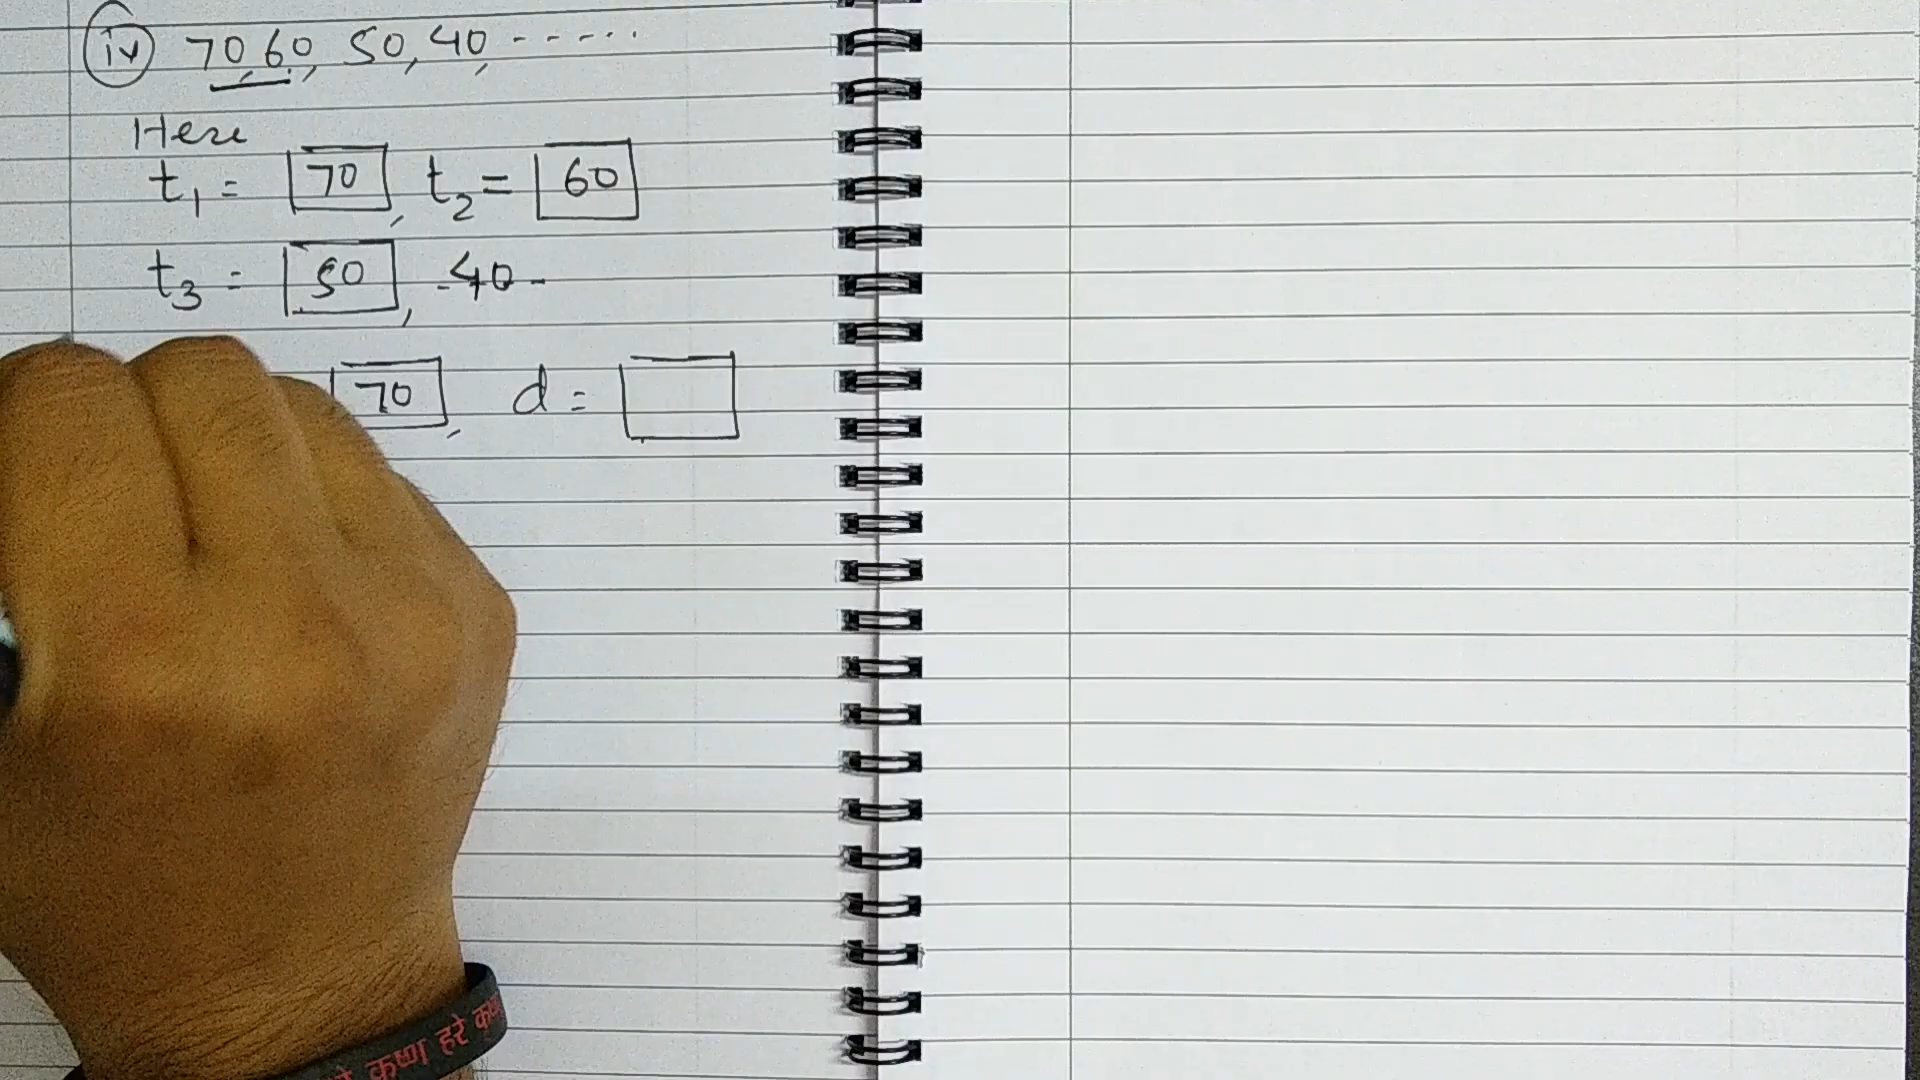 iv 70, 60, 50, 40, - - - - - .
Here
t₁ = 70, t₂ = 60
t₃ = 50, -40-
70, d =
कृष्ण हरे